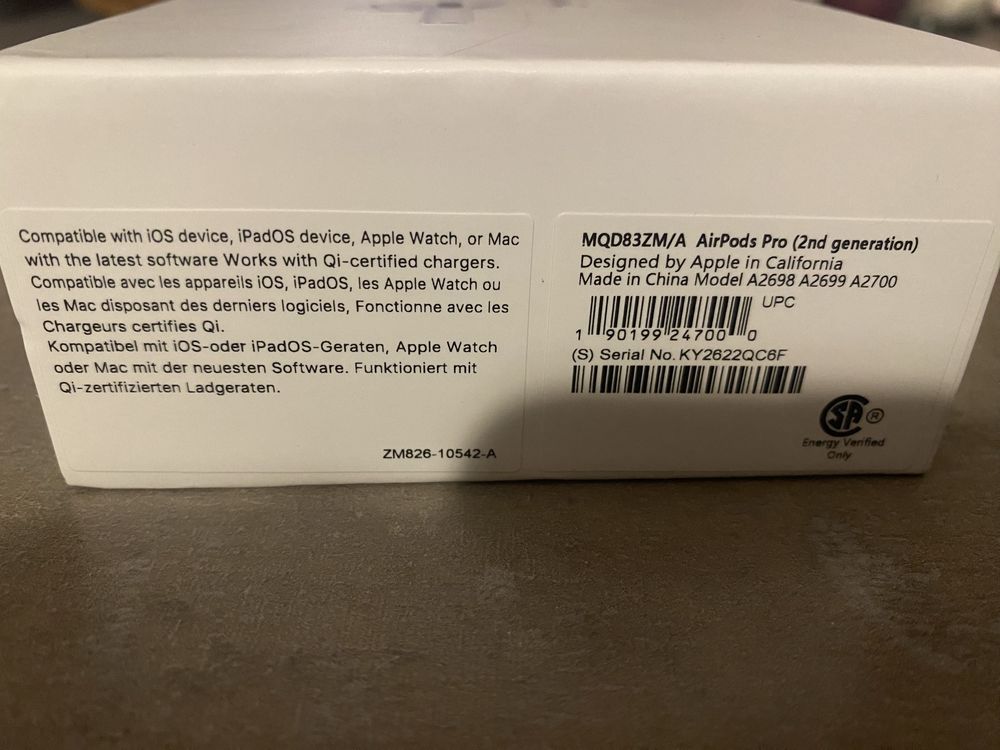 Compatible with iOS device, iPadOS device, Apple Watch, or Mac
with the latest software Works with Qi-certified chargers.
Compatible avec les appareils iOS, iPadOS, les Apple Watch ou
les Mac disposant des derniers logiciels, Fonctionne avec les
Chargeurs certifies Qi.
Kompatibel mit iOS-oder iPadOS-Geraten, Apple Watch
oder Mac mit der neuesten Software. Funktioniert mit
Qi-zertifizierten Ladgeraten.
ZM826-10542-A
MQD83ZM/A AirPods Pro (2nd generation)
Designed by Apple in California
Made in China Model A2698 A2699 A2700
UPC
1 90199 24700 0
(S) Serial No. KY2622QC6F
SA ®
Energy Verified
Only